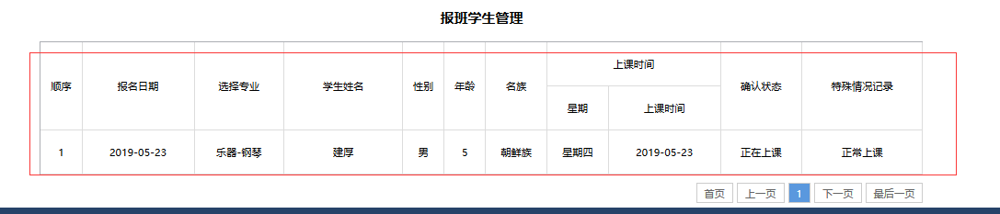 报班学生管理
顺序 报名日期 选择专业 学生姓名 性别 年龄 名族 上课时间 确认状态 特殊情况记录
星期 上课时间
1 2019-05-23 乐器-钢琴 建厚 男 5 朝鲜族 星期四 2019-05-23 正在上课 正常上课
首页 上一页 1 下一页 最后一页